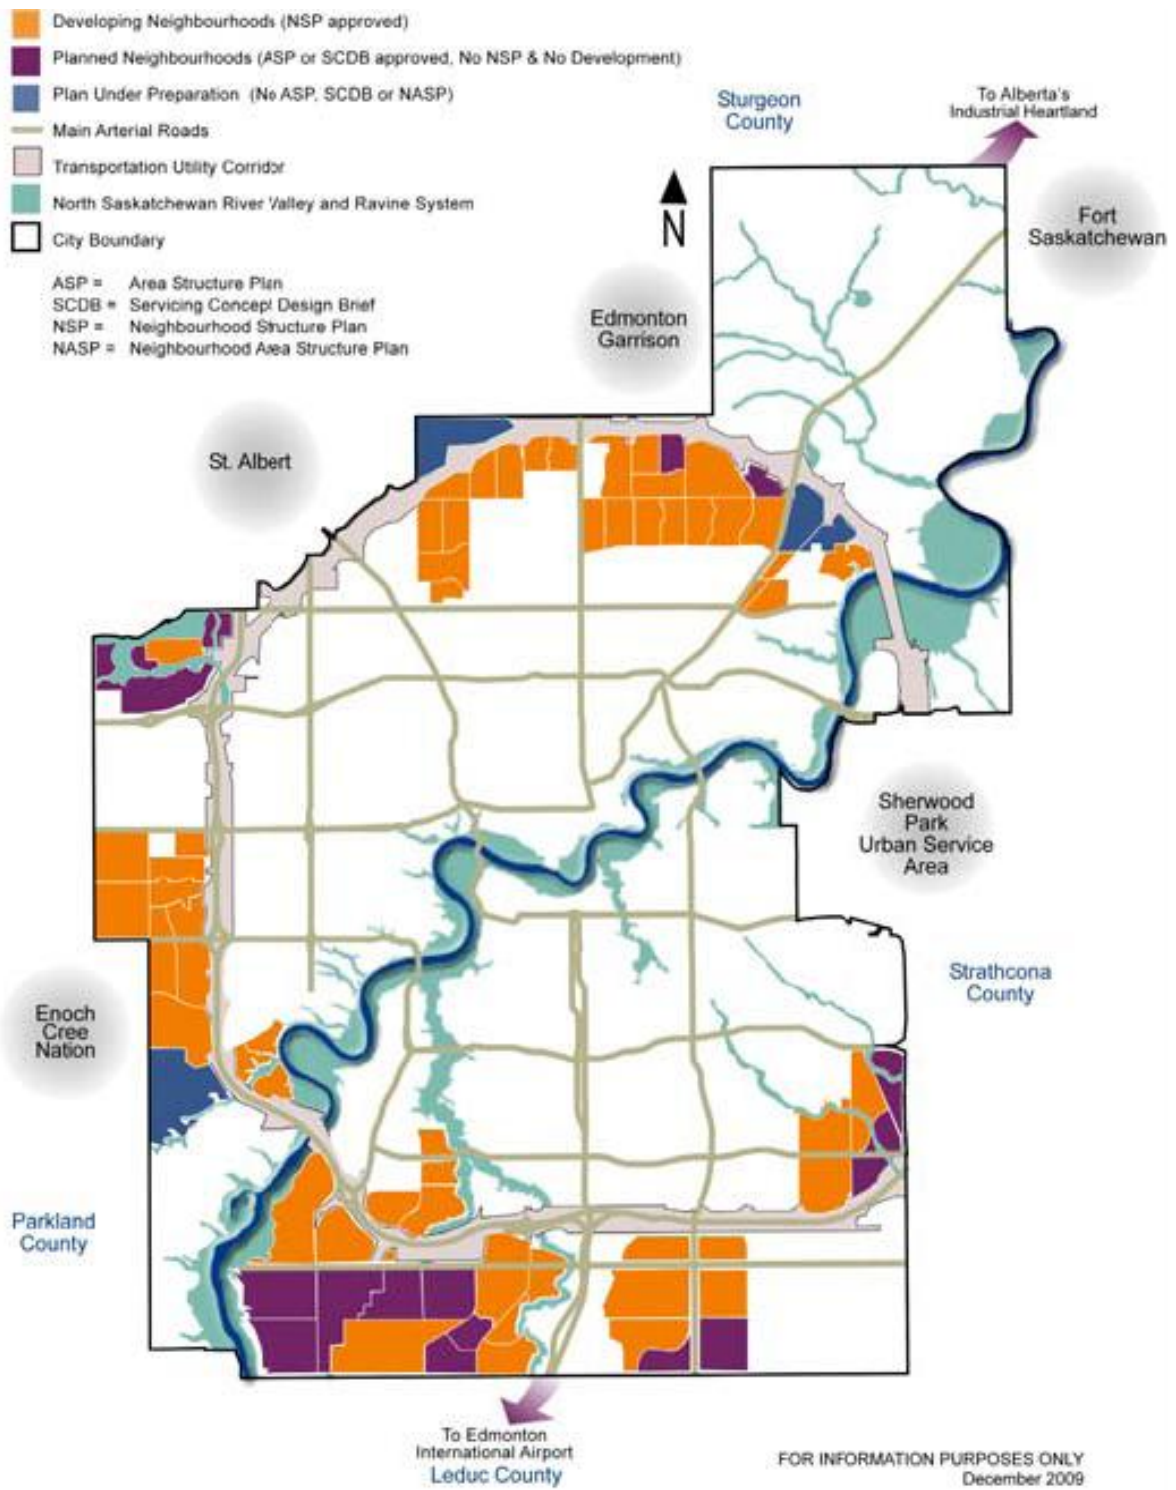 Developing Neighbourhoods (NSP approved)
Planned Neighbourhoods (ASP or SCDB approved, No NSP & No Development)
Plan Under Preparation (No ASP, SCDB or NASP)
Main Arterial Roads
Transportation Utility Corridor
North Saskatchewan River Valley and Ravine System
City Boundary
ASP = Area Structure Plan
SCDB = Servicing Concept Design Brief
NSP = Neighbourhood Structure Plan
NASP = Neighbourhood Area Structure Plan
Sturgeon
County
To Alberta's
Industrial Heartland
N
Fort
Saskatchewan
Edmonton
Garrison
St. Albert
Sherwood
Park
Urban Service
Area
Strathcona
County
Enoch
Cree
Nation
Parkland
County
To Edmonton
International Airport
Leduc County
FOR INFORMATION PURPOSES ONLY
December 2009